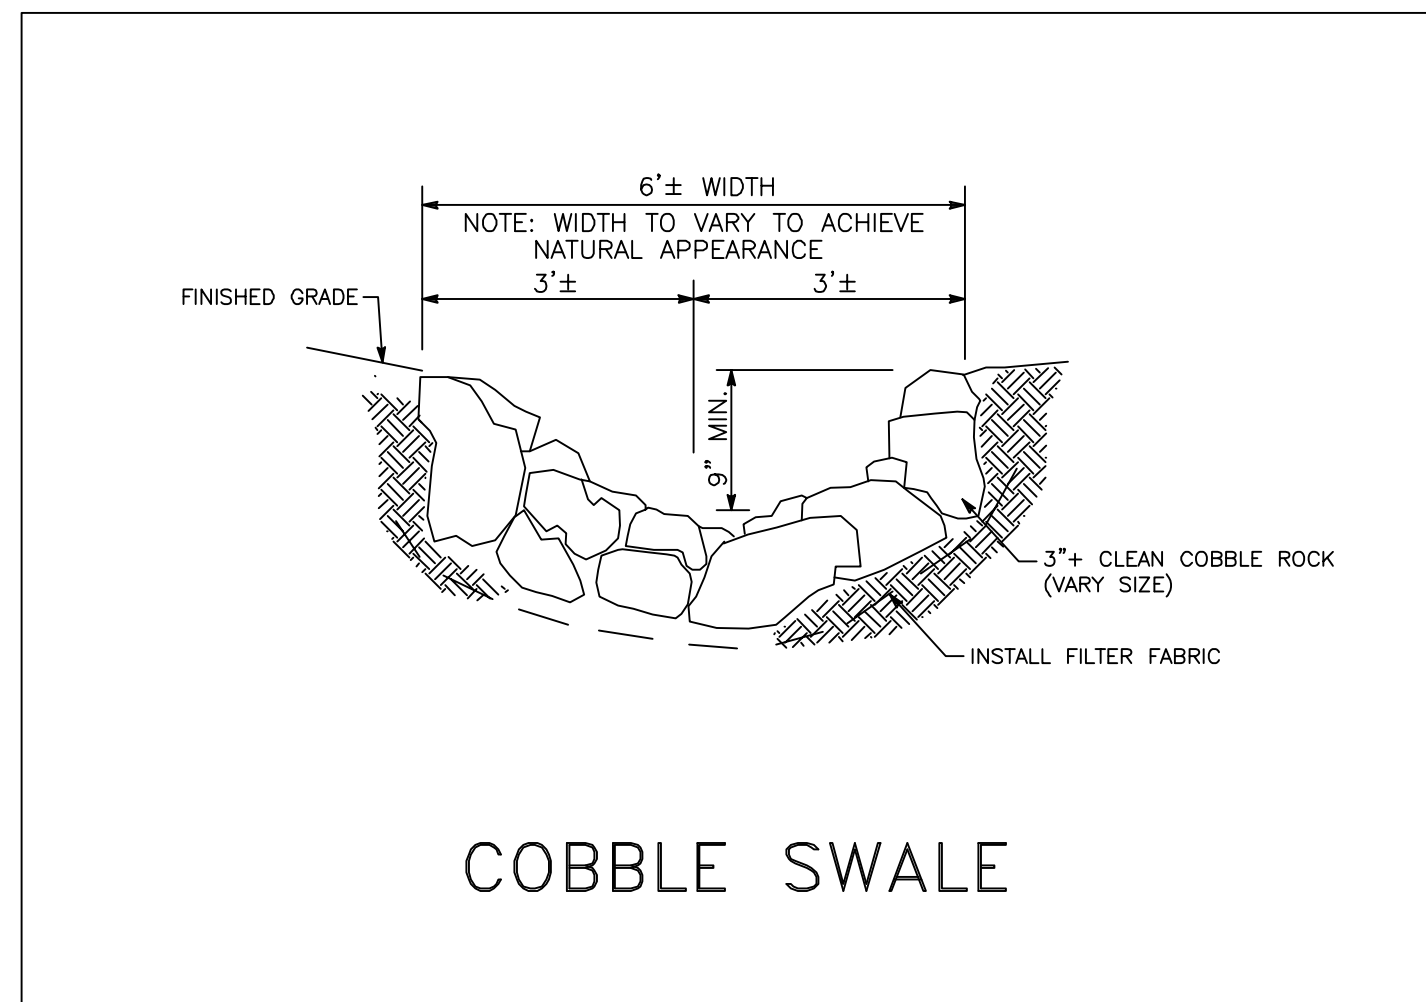 6'± WIDTH
NOTE: WIDTH TO VARY TO ACHIEVE
NATURAL APPEARANCE
3'±
3'±
FINISHED GRADE
9" MIN.
3"+ CLEAN COBBLE ROCK
(VARY SIZE)
INSTALL FILTER FABRIC
COBBLE SWALE